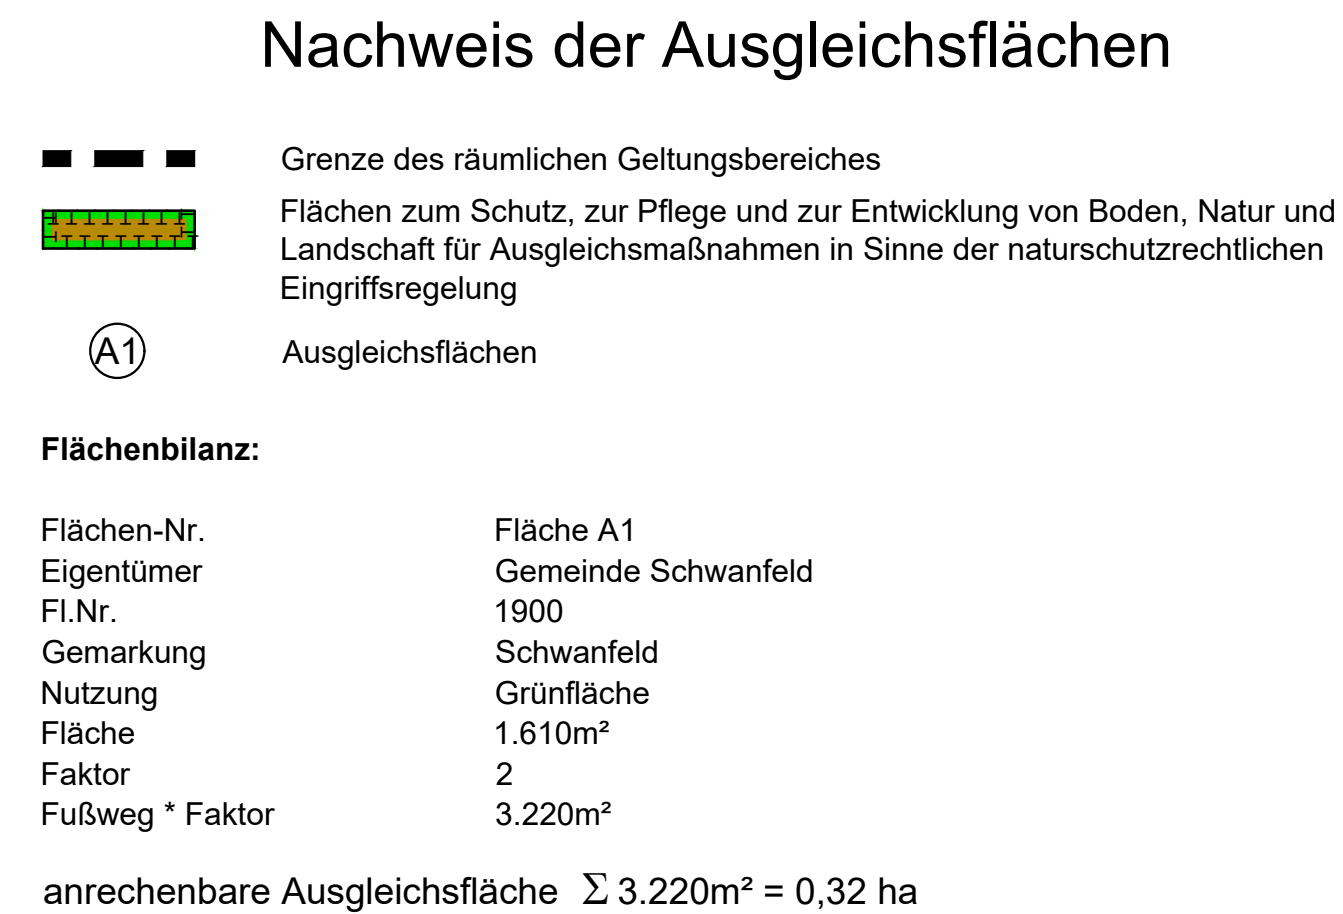 Nachweis der Ausgleichsflächen
Grenze des räumlichen Geltungsbereiches
Flächen zum Schutz, zur Pflege und zur Entwicklung von Boden, Natur und
Landschaft für Ausgleichsmaßnahmen in Sinne der naturschutzrechtlichen
Eingriffsregelung
A1 Ausgleichsflächen
Flächenbilanz:
Flächen-Nr. Fläche A1
Eigentümer Gemeinde Schwanfeld
Fl.Nr. 1900
Gemarkung Schwanfeld
Nutzung Grünfläche
Fläche 1.610m²
Faktor 2
Fußweg * Faktor 3.220m²
anrechenbare Ausgleichsfläche Σ 3.220m² = 0,32 ha